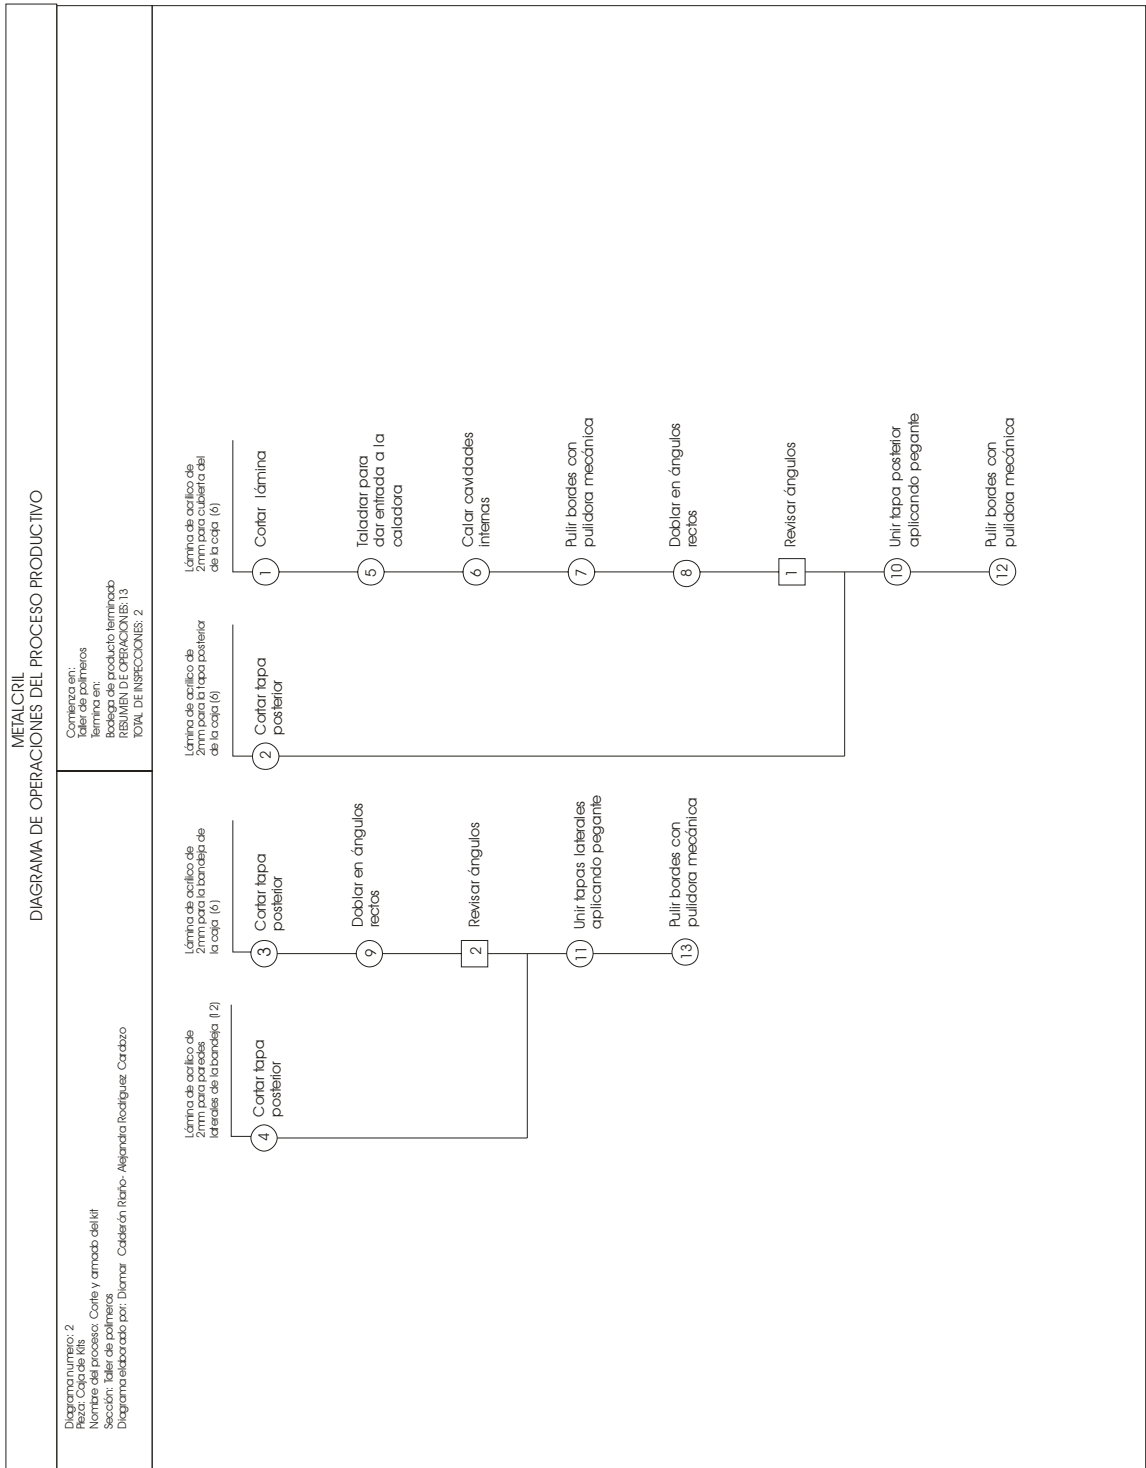 METALCRIL
DIAGRAMA DE OPERACIONES DEL PROCESO PRODUCTIVO
Diagrama numero: 2
Pieza: Caja de Kits
Nombre del proceso: Corte y armado del kit
Sección: Taller de polimeros
Diagrama elaborado por: Diomar Calderón Riaño- Alejandra Rodriguez Cardozo
Comienza en:
Taller de polimeros
Termina en:
Bodega de producto terminado
RESUMEN DE OPERACIONES: 13
TOTAL DE INSPECCIONES: 2
Lámina de acrilico de
2mm para paredes
laterales de la bandeja (12)
4
Cortar tapa
posterior
Lámina de acrilico de
2mm para la bandeja de
la caja (6)
3
Cortar tapa
posterior
9
Doblar en ángulos
rectos
2
Revisar ángulos
11
Unir tapas laterales
aplicando pegante
13
Pulir bordes con
pulidora mecánica
Lámina de acrilico de
2mm para la tapa posterior
de la caja (6)
2
Cortar tapa
posterior
Lámina de acrilico de
2mm para cubierta del
de la caja (6)
1
Cortar lámina
5
Taladrar para
dar entrada a la
caladora
6
Calar cavidades
internas
7
Pulir bordes con
pulidora mecánica
8
Doblar en ángulos
rectos
1
Revisar ángulos
10
Unir tapa posterior
aplicando pegante
12
Pulir bordes con
pulidora mecánica